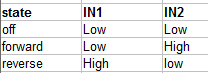 state IN1 IN2
off Low Low
forward Low High
reverse High low